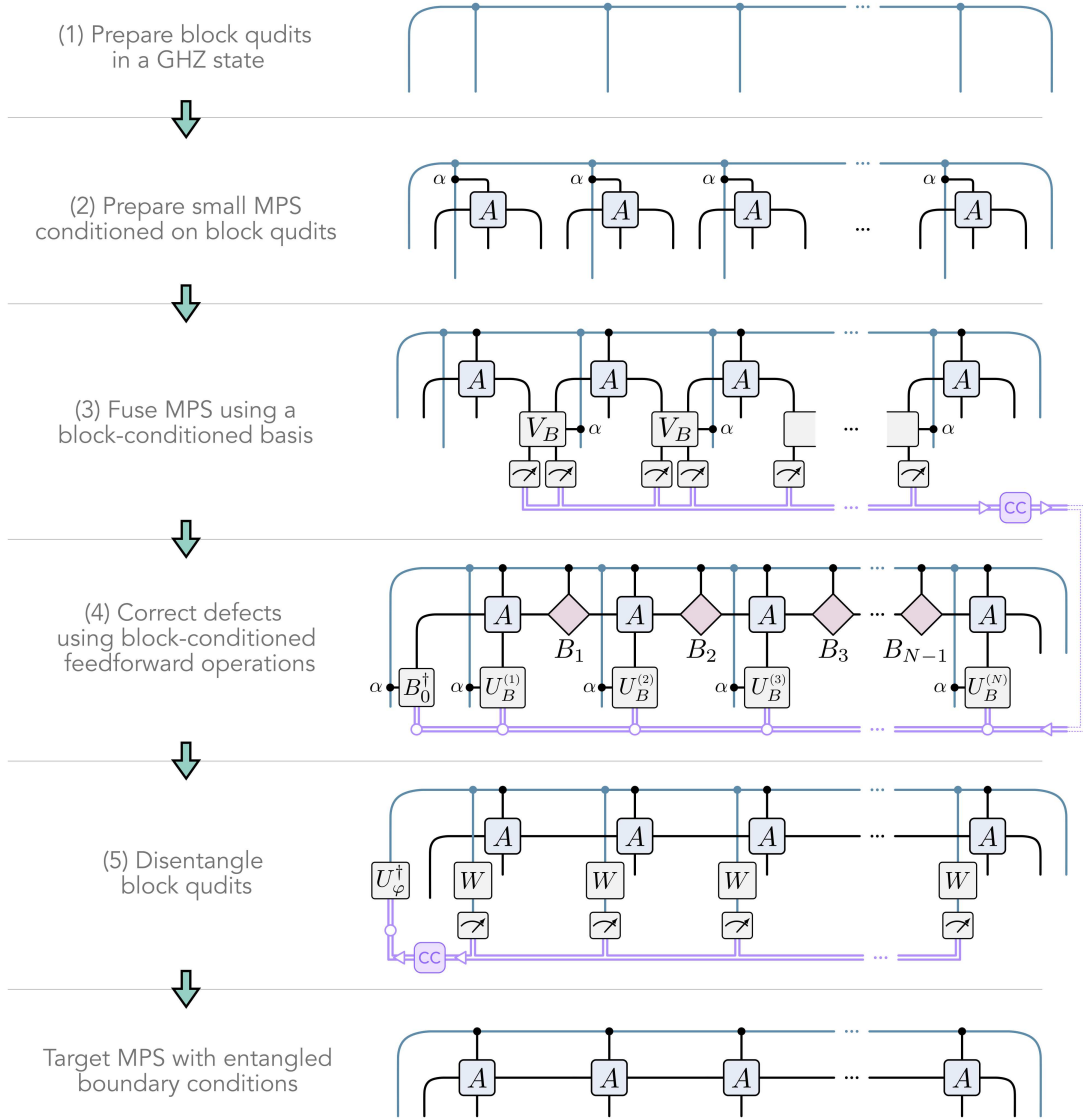 (1) Prepare block qudits
in a GHZ state
...
(2) Prepare small MPS
conditioned on block qudits
...
α α α α
A A A A
...
(3) Fuse MPS using a
block-conditioned basis
...
A A A A
V_B α V_B α ... α
... CC
(4) Correct defects
using block-conditioned
feedforward operations
...
A A A ... A
B_1 B_2 B_3 B_{N-1}
α B_0^† α U_B^{(1)} α U_B^{(2)} α U_B^{(3)} α U_B^{(N)}
...
(5) Disentangle
block qudits
...
A A A ... A
U_φ^† W W W W
CC ...
Target MPS with entangled
boundary conditions
...
A A A ... A